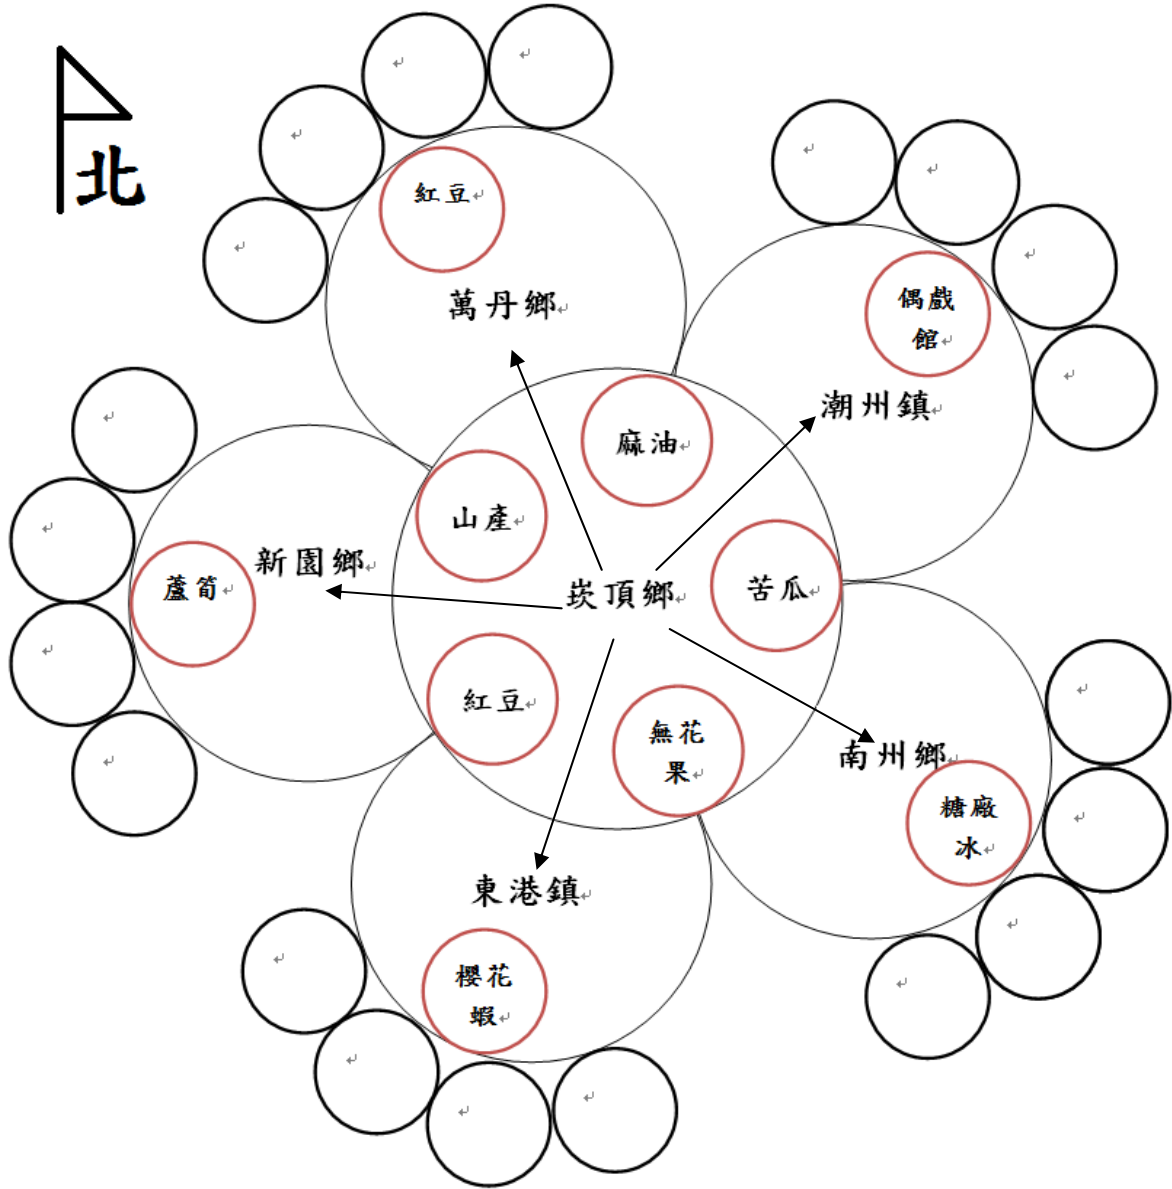 北
紅豆
萬丹鄉
偶戲
館
潮州鎮
麻油
山產
新園鄉
蘆筍
崁頂鄉
苦瓜
紅豆
無花
果
南州鄉
糖廠
冰
東港鎮
櫻花
蝦